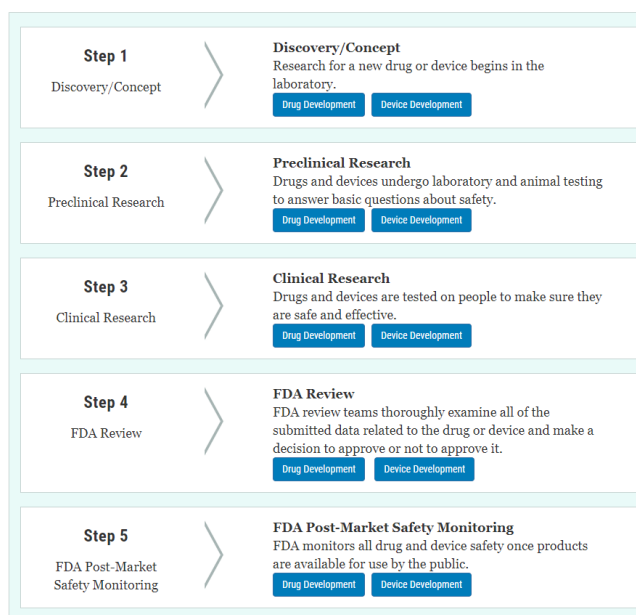 Step 1
Discovery/Concept
Discovery/Concept
Research for a new drug or device begins in the
laboratory.
Drug Development
Device Development
Step 2
Preclinical Research
Preclinical Research
Drugs and devices undergo laboratory and animal testing
to answer basic questions about safety.
Drug Development
Device Development
Step 3
Clinical Research
Clinical Research
Drugs and devices are tested on people to make sure they
are safe and effective.
Drug Development
Device Development
Step 4
FDA Review
FDA Review
FDA review teams thoroughly examine all of the
submitted data related to the drug or device and make a
decision to approve or not to approve it.
Drug Development
Device Development
Step 5
FDA Post-Market
Safety Monitoring
FDA Post-Market Safety Monitoring
FDA monitors all drug and device safety once products
are available for use by the public.
Drug Development
Device Development